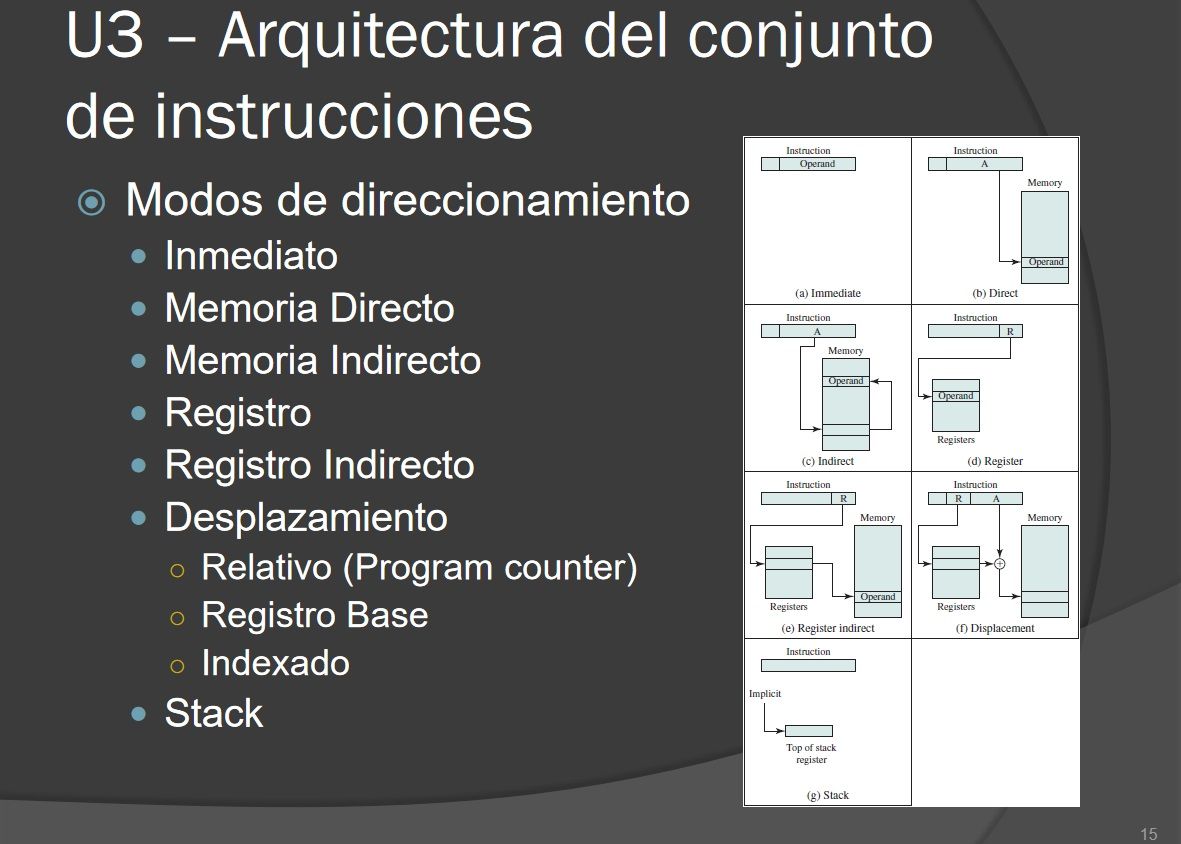 U3 – Arquitectura del conjunto
de instrucciones
Modos de direccionamiento
Inmediato
Memoria Directo
Memoria Indirecto
Registro
Registro Indirecto
Desplazamiento
Relativo (Program counter)
Registro Base
Indexado
Stack
Instruction
Operand
(a) Immediate
Instruction
A
Memory
Operand
(b) Direct
Instruction
A
Memory
Operand
(c) Indirect
Instruction
R
Operand
Registers
(d) Register
Instruction
R
Memory
Operand
Registers
(e) Register indirect
Instruction
R A
Memory
Registers
(f) Displacement
Instruction
Implicit
Top of stack
register
(g) Stack
15